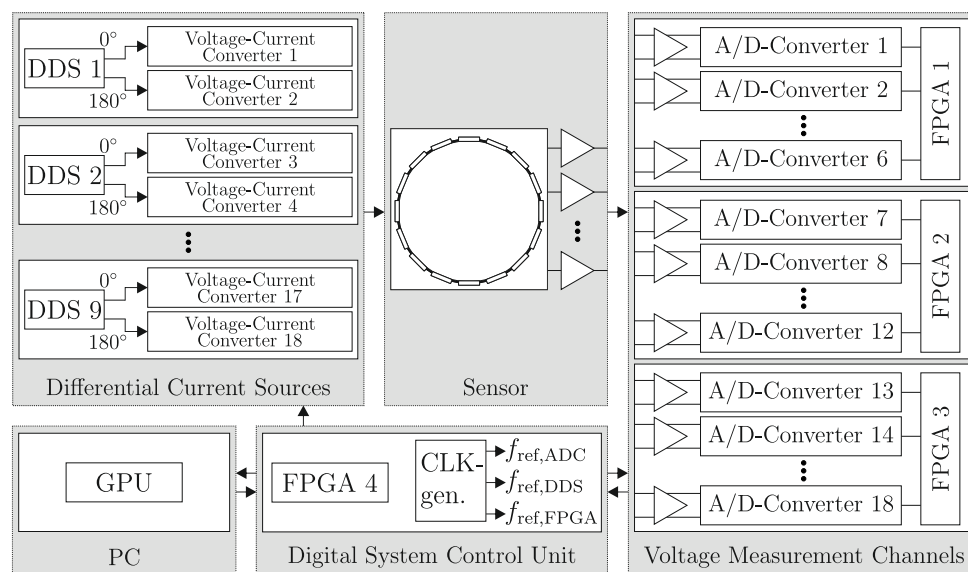 DDS 1
0°
180°
Voltage-Current
Converter 1
Voltage-Current
Converter 2
DDS 2
0°
180°
Voltage-Current
Converter 3
Voltage-Current
Converter 4
DDS 9
0°
180°
Voltage-Current
Converter 17
Voltage-Current
Converter 18
Differential Current Sources
Sensor
A/D-Converter 1
A/D-Converter 2
A/D-Converter 6
FPGA 1
A/D-Converter 7
A/D-Converter 8
A/D-Converter 12
FPGA 2
A/D-Converter 13
A/D-Converter 14
A/D-Converter 18
FPGA 3
Voltage Measurement Channels
GPU
PC
FPGA 4
CLK-
gen.
f_ref,ADC
f_ref,DDS
f_ref,FPGA
Digital System Control Unit